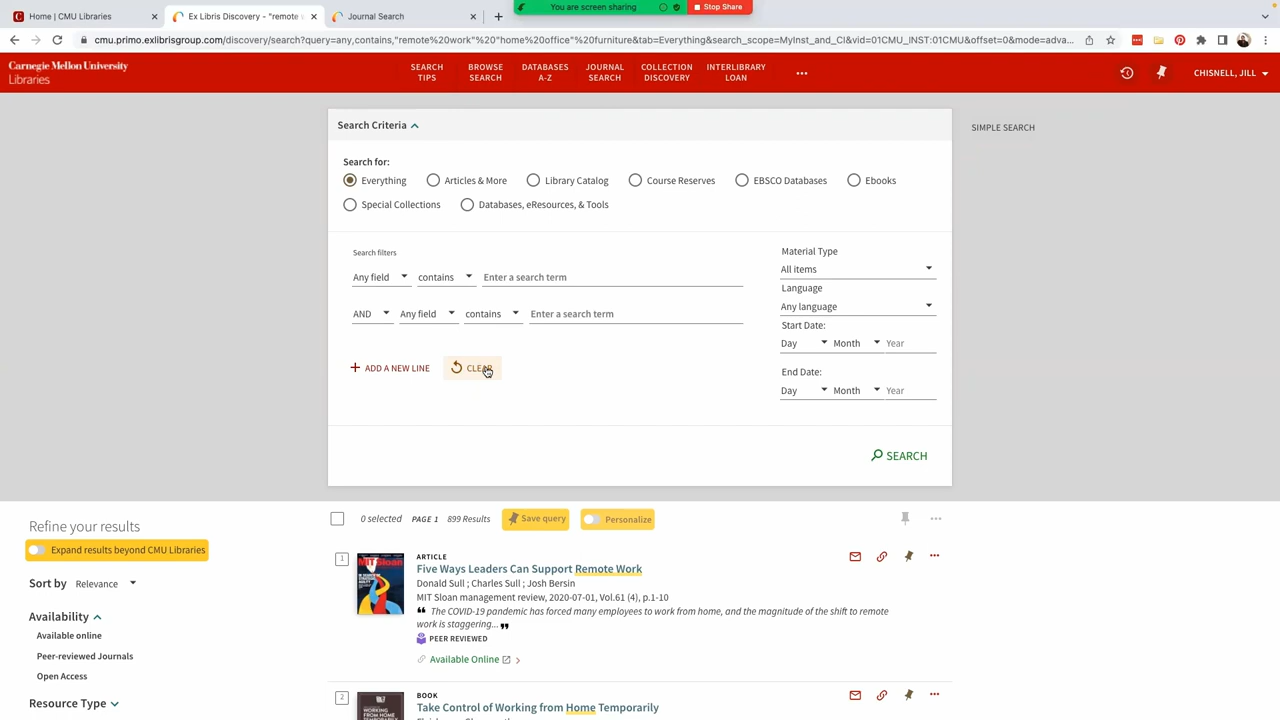 Home | CMU Libraries
Ex Libris Discovery - "remote
Journal Search
You are screen sharing
Stop Share
cmu.primo.exlibrisgroup.com/discovery/search?query=any,contains,"remote%20work"%20"home%20office"%20furniture&tab=Everything&search_scope=MyInst_and_CI&vid=01CMU_INST:01CMU&offset=0&mode=adva...
Carnegie Mellon University
Libraries
SEARCH TIPS
BROWSE SEARCH
DATABASES A-Z
JOURNAL SEARCH
COLLECTION DISCOVERY
INTERLIBRARY LOAN
CHISNELL, JILL
Search Criteria
SIMPLE SEARCH
Search for:
Everything
Articles & More
Library Catalog
Course Reserves
EBSCO Databases
Ebooks
Special Collections
Databases, eResources, & Tools
Search filters
Any field
contains
Enter a search term
AND
Any field
contains
Enter a search term
+ ADD A NEW LINE
CLEAR
Material Type
All items
Language
Any language
Start Date:
Day
Month
Year
End Date:
Day
Month
Year
SEARCH
Refine your results
Expand results beyond CMU Libraries
Sort by Relevance
Availability
Available online
Peer-reviewed Journals
Open Access
Resource Type
0 selected
PAGE 1
899 Results
Save query
Personalize
1
ARTICLE
Five Ways Leaders Can Support Remote Work
Donald Sull ; Charles Sull ; Josh Bersin
MIT Sloan management review, 2020-07-01, Vol.61 (4), p.1-10
" The COVID-19 pandemic has forced many employees to work from home, and the magnitude of the shift to remote
work is staggering... "
PEER REVIEWED
Available Online
2
BOOK
Take Control of Working from Home Temporarily